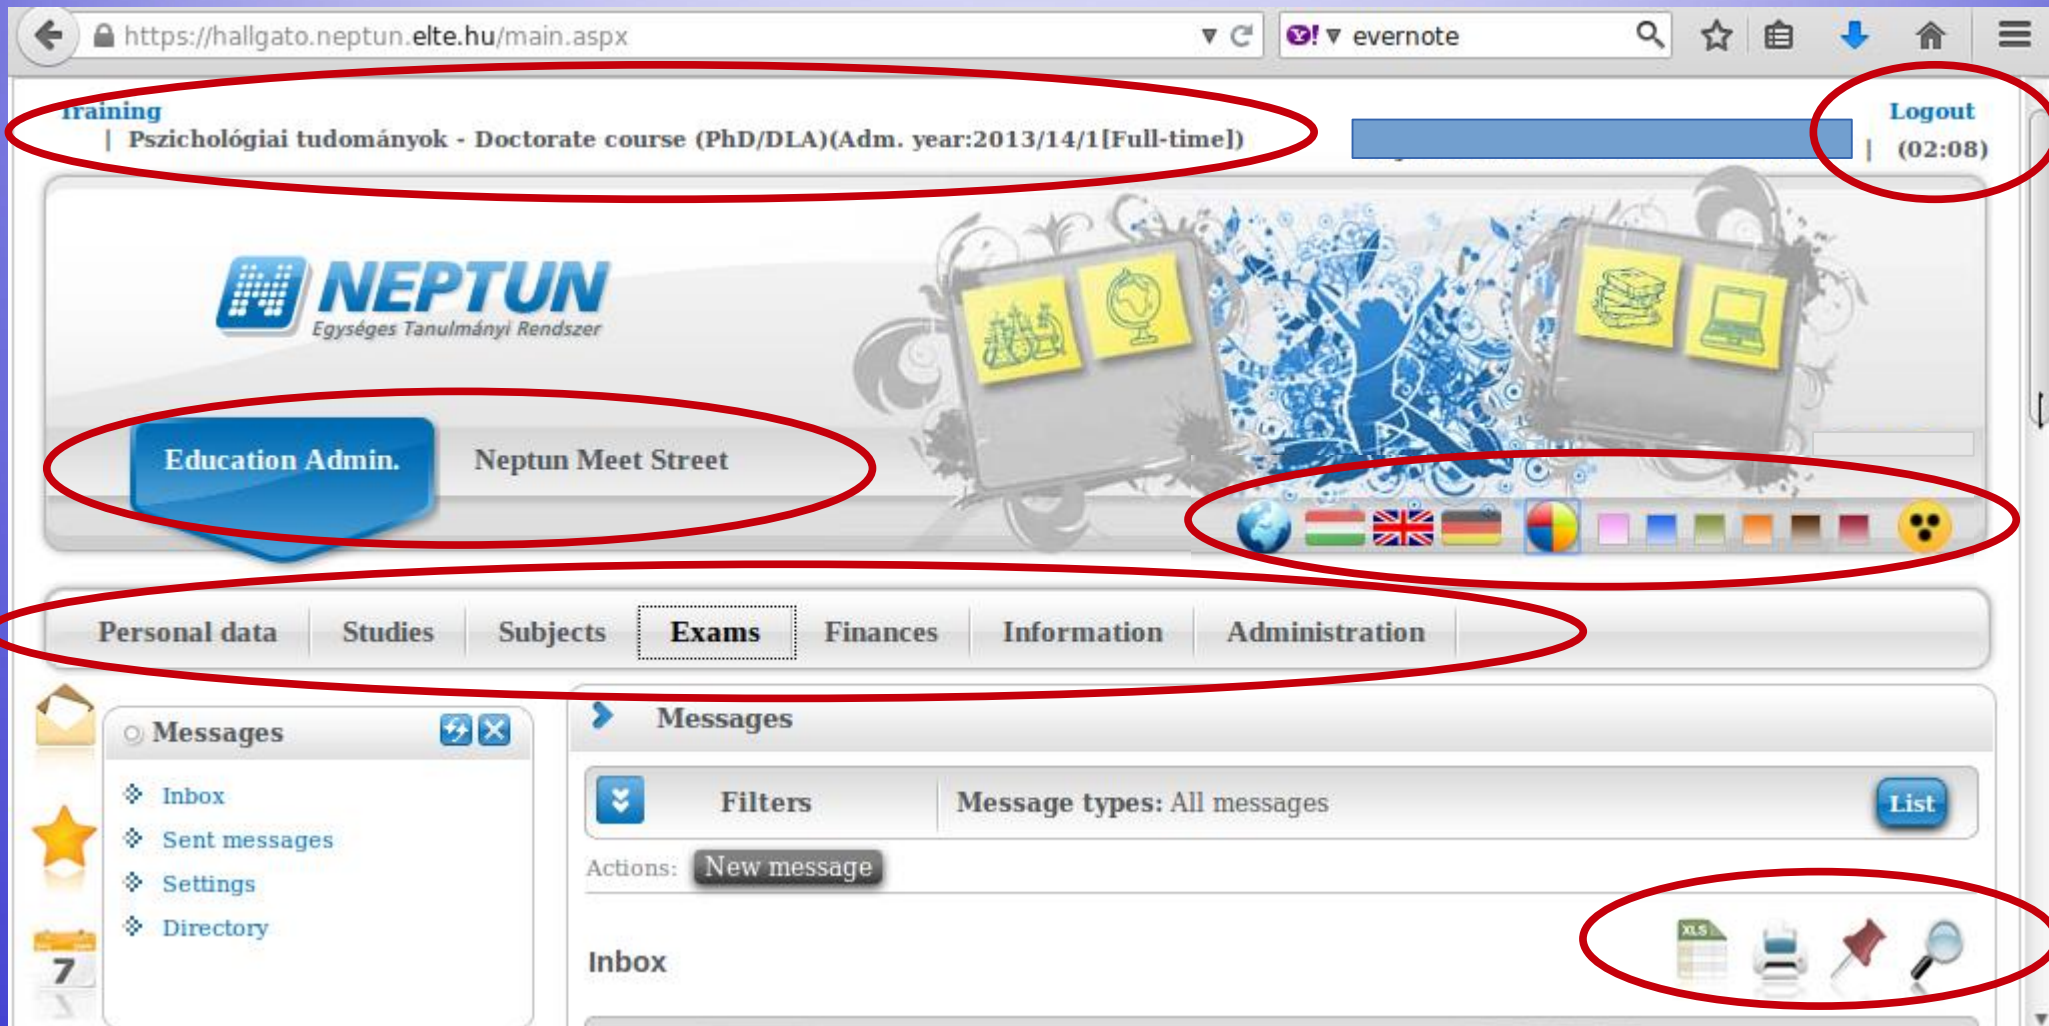 https://hallgato.neptun.elte.hu/main.aspx
evernote
Training
| Pszichológiai tudományok - Doctorate course (PhD/DLA)(Adm. year:2013/14/1[Full-time])
Logout
| (02:08)
NEPTUN
Egységes Tanulmányi Rendszer
Education Admin. Neptun Meet Street
Personal data Studies Subjects Exams Finances Information Administration
Messages
Inbox
Sent messages
Settings
Directory
7
Messages
Filters Message types: All messages List
Actions: New message
XLS
Inbox